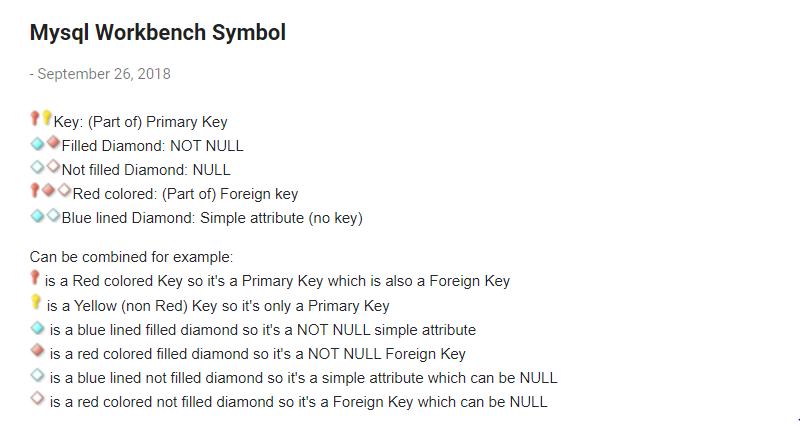 Mysql Workbench Symbol
- September 26, 2018
Key: (Part of) Primary Key
Filled Diamond: NOT NULL
Not filled Diamond: NULL
Red colored: (Part of) Foreign key
Blue lined Diamond: Simple attribute (no key)
Can be combined for example:
is a Red colored Key so it's a Primary Key which is also a Foreign Key
is a Yellow (non Red) Key so it's only a Primary Key
is a blue lined filled diamond so it's a NOT NULL simple attribute
is a red colored filled diamond so it's a NOT NULL Foreign Key
is a blue lined not filled diamond so it's a simple attribute which can be NULL
is a red colored not filled diamond so it's a Foreign Key which can be NULL